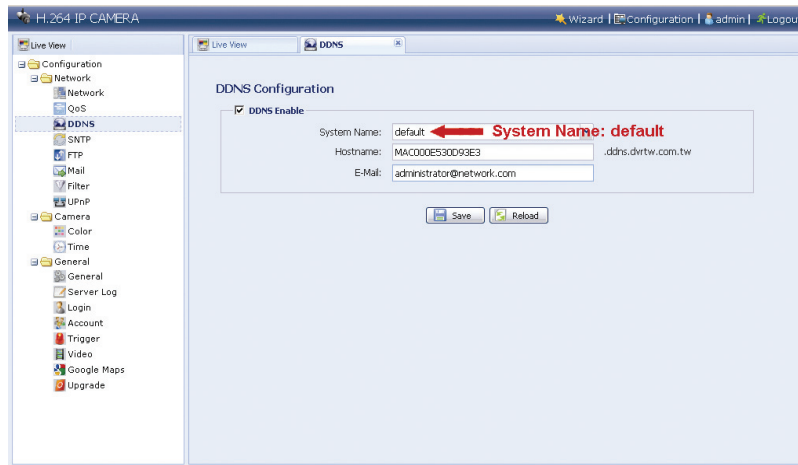 H.264 IP CAMERA
Wizard | Configuration | admin | Logou
Live View
Configuration
Network
Network
QoS
DDNS
SNTP
FTP
Mail
Filter
UPnP
Camera
Color
Time
General
General
Server Log
Login
Account
Trigger
Video
Google Maps
Upgrade
Live View
DDNS
DDNS Configuration
DDNS Enable
System Name: default System Name: default
Hostname: MAC000E530D93E3 .ddns.dvrtw.com.tw
E-Mail: administrator@network.com
Save Reload